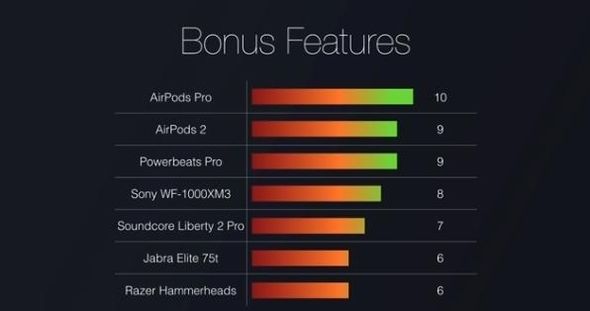 Bonus Features
AirPods Pro 10
AirPods 2 9
Powerbeats Pro 9
Sony WF-1000XM3 8
Soundcore Liberty 2 Pro 7
Jabra Elite 75t 6
Razer Hammerheads 6